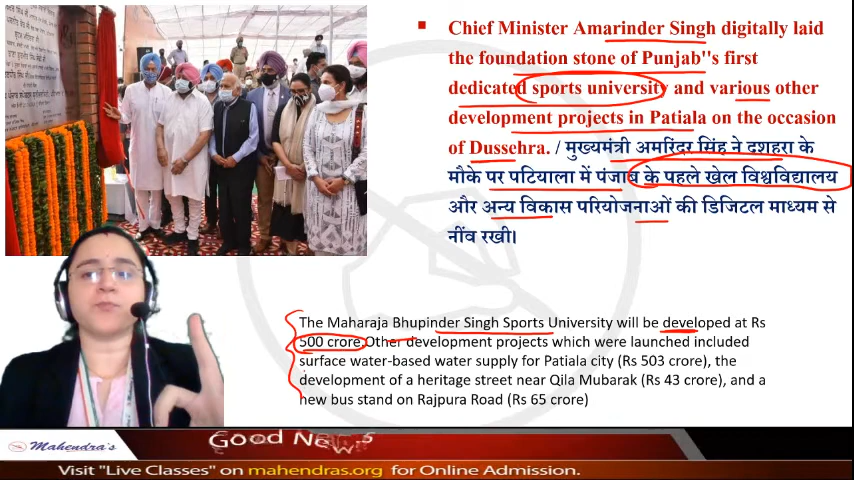 Chief Minister Amarinder Singh digitally laid
the foundation stone of Punjab"s first
dedicated sports university and various other
development projects in Patiala on the occasion
of Dussehra. / मुख्यमंत्री अमरिंदर सिंह ने दशहरा के
मौके पर पटियाला में पंजाब के पहले खेल विश्वविद्यालय
और अन्य विकास परियोजनाओं की डिजिटल माध्यम से
नींव रखी।
The Maharaja Bhupinder Singh Sports University will be developed at Rs
500 crore.Other development projects which were launched included
surface water-based water supply for Patiala city (Rs 503 crore), the
development of a heritage street near Qila Mubarak (Rs 43 crore), and a
new bus stand on Rajpura Road (Rs 65 crore)
Mahendra's
Good News
Visit "Live Classes" on mahendras.org for Online Admission.